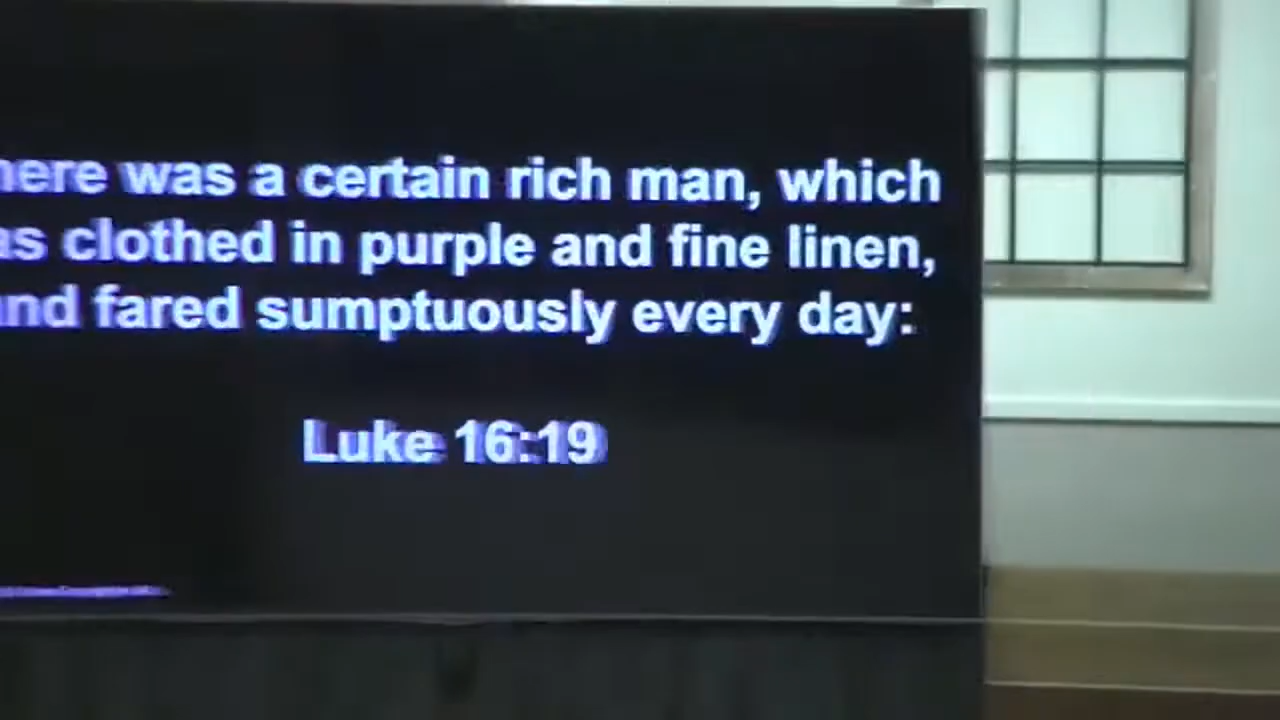 here was a certain rich man, which
as clothed in purple and fine linen,
nd fared sumptuously every day:
Luke 16:19